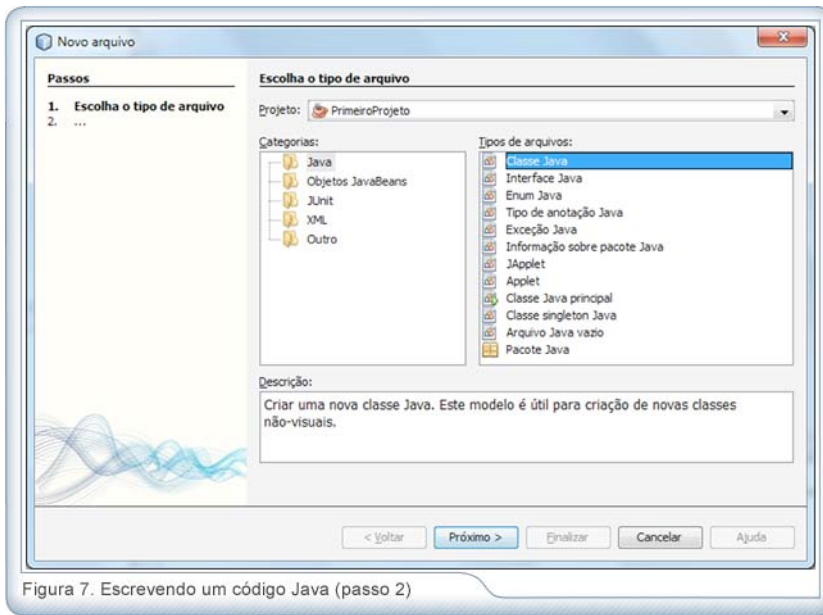 Novo arquivo
Passos
1. Escolha o tipo de arquivo
2. ...
Escolha o tipo de arquivo
Projeto: PrimeiroProjeto
Categorias:
Java
Objetos JavaBeans
JUnit
XML
Outro
Tipos de arquivos:
Classe Java
Interface Java
Enum Java
Tipo de anotação Java
Exceção Java
Informação sobre pacote Java
JApplet
Applet
Classe Java principal
Classe singleton Java
Arquivo Java vazio
Pacote Java
Descrição:
Criar uma nova classe Java. Este modelo é útil para criação de novas classes
não-visuais.
< Voltar Próximo > Finalizar Cancelar Ajuda
Figura 7. Escrevendo um código Java (passo 2)